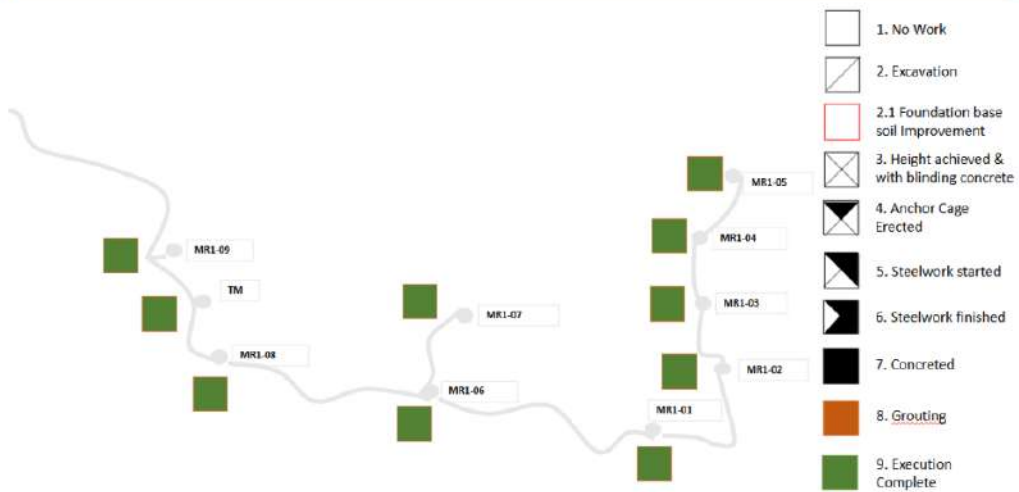 1. No Work
2. Excavation
2.1 Foundation base
soil Improvement
3. Height achieved &
with blinding concrete
4. Anchor Cage
Erected
5. Steelwork started
6. Steelwork finished
7. Concreted
8. Grouting
9. Execution
Complete
MR1-05
MR1-04
MR1-09
TM
MR1-03
MR1-07
MR1-08
MR1-02
MR1-06
MR1-01